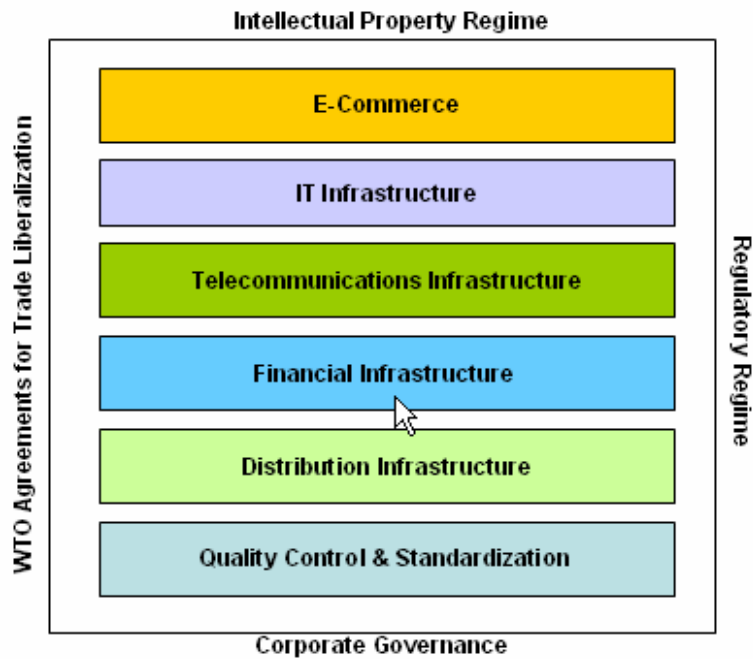 Intellectual Property Regime
E-Commerce
IT Infrastructure
Telecommunications Infrastructure
Financial Infrastructure
Distribution Infrastructure
Quality Control & Standardization
WTO Agreements for Trade Liberalization
Regulatory Regime
Corporate Governance